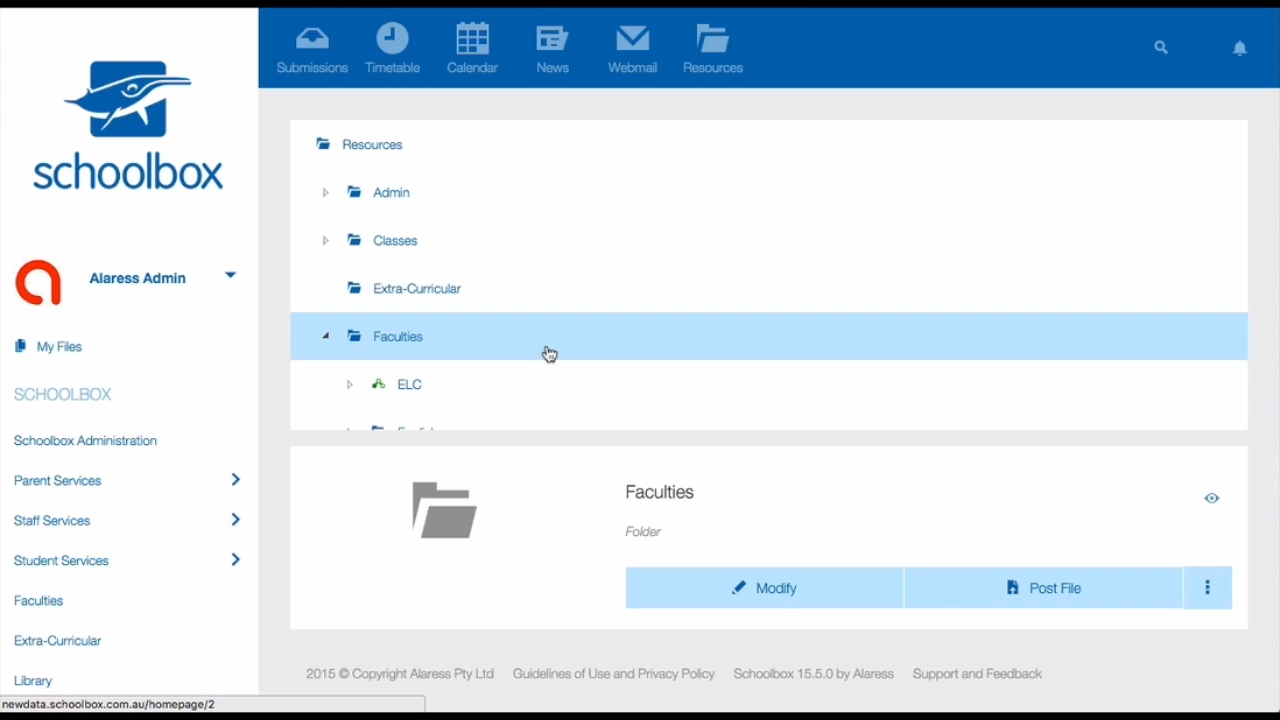 Submissions Timetable Calendar News Webmail Resources
schoolbox
Alaress Admin
My Files
SCHOOLBOX
Schoolbox Administration
Parent Services
Staff Services
Student Services
Faculties
Extra-Curricular
Library
newdata.schoolbox.com.au/homepage/2
Resources
Admin
Classes
Extra-Curricular
Faculties
ELC
Faculties
Folder
Modify Post File
2015 © Copyright Alaress Pty Ltd Guidelines of Use and Privacy Policy Schoolbox 15.5.0 by Alaress Support and Feedback